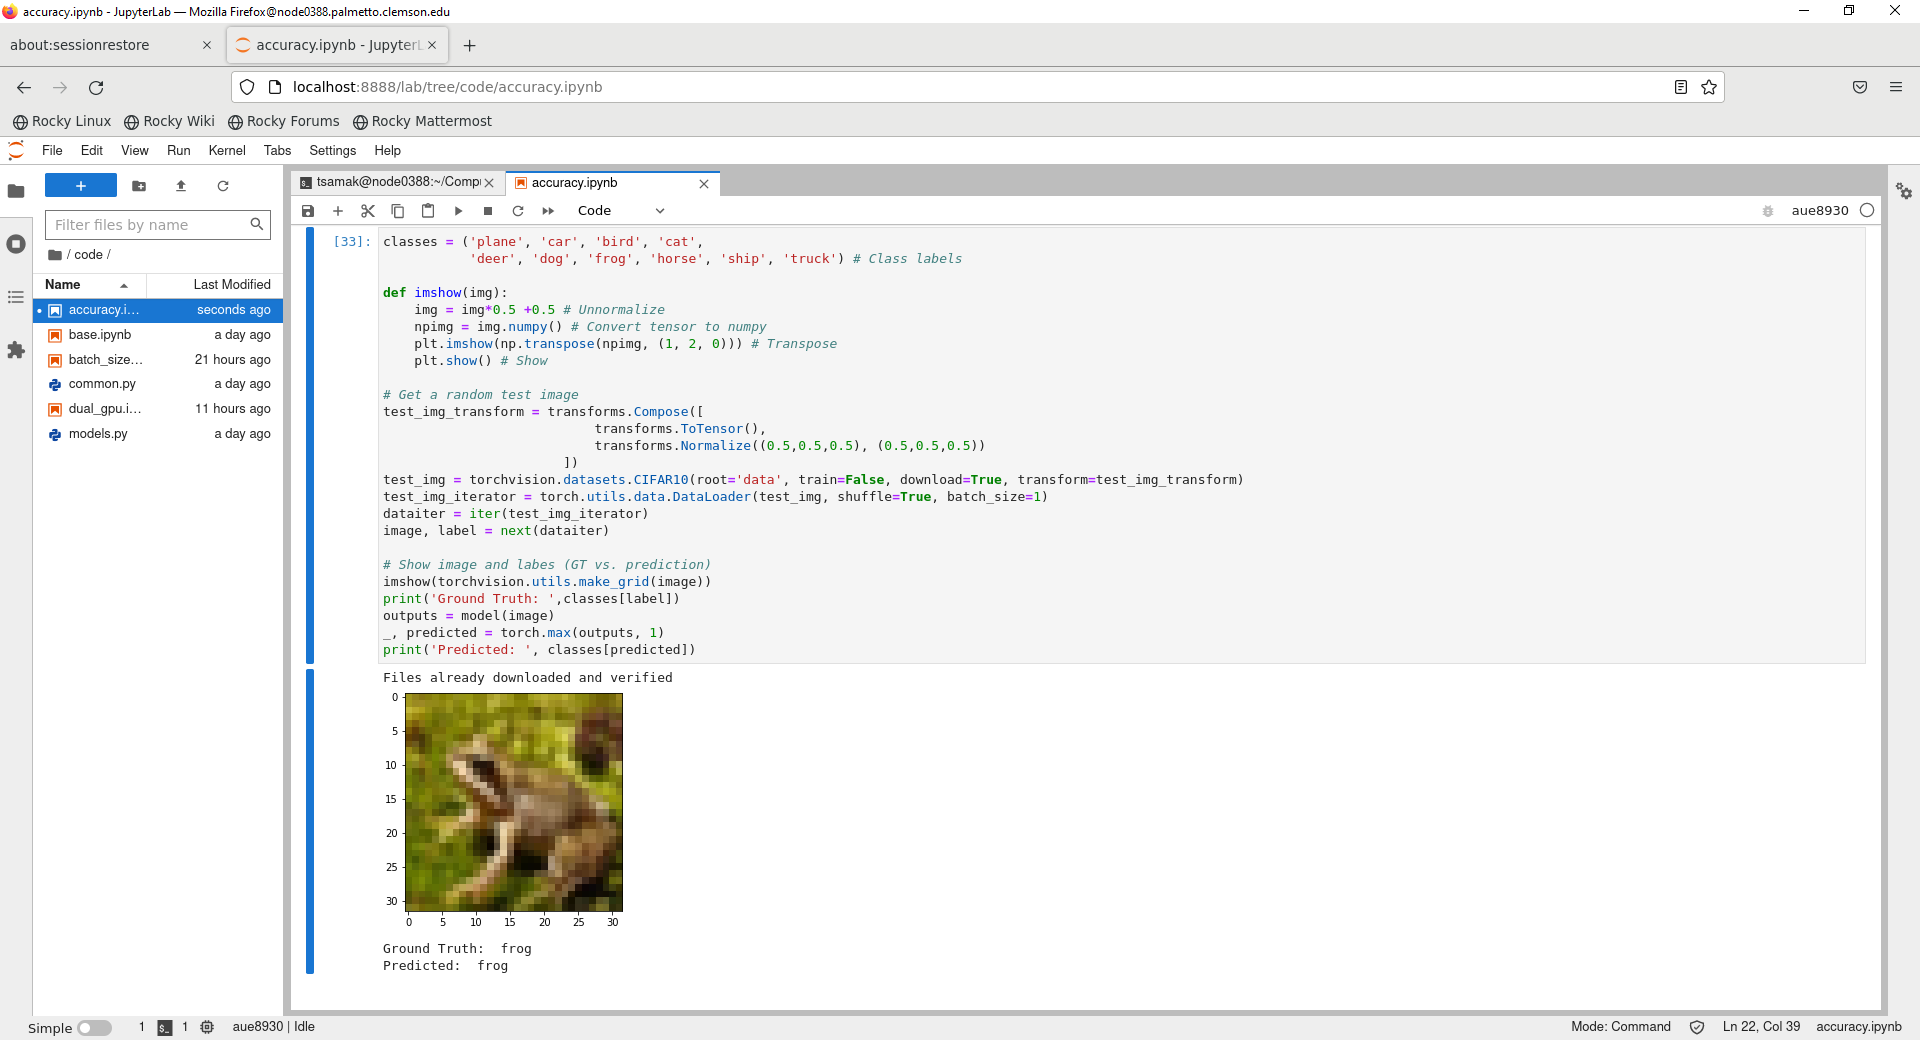 accuracy.ipynb - JupyterLab — Mozilla Firefox@node0388.palmetto.clemson.edu
about:sessionrestore
accuracy.ipynb - JupyterL
localhost:8888/lab/tree/code/accuracy.ipynb
Rocky Linux Rocky Wiki Rocky Forums Rocky Mattermost
File Edit View Run Kernel Tabs Settings Help
Filter files by name
/ code /
Name Last Modified
accuracy.i... seconds ago
base.ipynb a day ago
batch_size... 21 hours ago
common.py a day ago
dual_gpu.i... 11 hours ago
models.py a day ago
tsamak@node0388:~/Comp
accuracy.ipynb
Code
aue8930
[33]: classes = ('plane', 'car', 'bird', 'cat',
'deer', 'dog', 'frog', 'horse', 'ship', 'truck') # Class labels
def imshow(img):
img = img*0.5 +0.5 # Unnormalize
npimg = img.numpy() # Convert tensor to numpy
plt.imshow(np.transpose(npimg, (1, 2, 0))) # Transpose
plt.show() # Show
# Get a random test image
test_img_transform = transforms.Compose([
transforms.ToTensor(),
transforms.Normalize((0.5,0.5,0.5), (0.5,0.5,0.5))
])
test_img = torchvision.datasets.CIFAR10(root='data', train=False, download=True, transform=test_img_transform)
test_img_iterator = torch.utils.data.DataLoader(test_img, shuffle=True, batch_size=1)
dataiter = iter(test_img_iterator)
image, label = next(dataiter)
# Show image and labes (GT vs. prediction)
imshow(torchvision.utils.make_grid(image))
print('Ground Truth: ',classes[label])
outputs = model(image)
_, predicted = torch.max(outputs, 1)
print('Predicted: ', classes[predicted])
Files already downloaded and verified
0
5
10
15
20
25
30
0 5 10 15 20 25 30
Ground Truth:  frog
Predicted:  frog
Simple 1 1 aue8930 | Idle Mode: Command Ln 22, Col 39 accuracy.ipynb